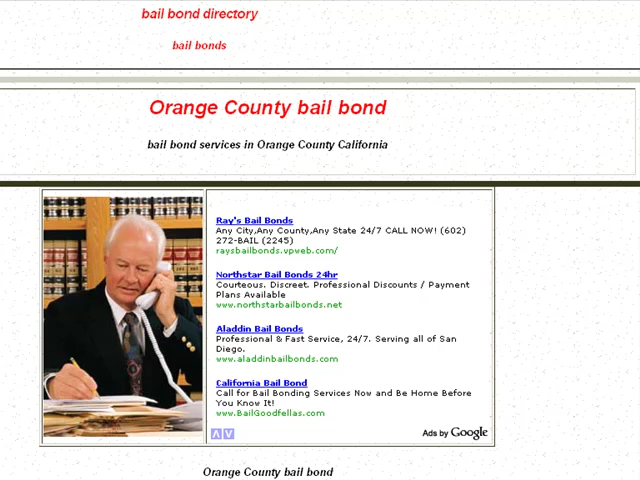 bail bond directory
bail bonds
Orange County bail bond
bail bond services in Orange County California
Ray's Bail Bonds
Any City,Any County,Any State 24/7 CALL NOW! (602)
272-BAIL (2245)
raysbailbonds.vpweb.com/
Northstar Bail Bonds 24hr
Courteous. Discreet. Professional Discounts / Payment
Plans Available
www.northstarbailbonds.net
Aladdin Bail Bonds
Professional & Fast Service, 24/7. Serving all of San
Diego.
www.aladdinbailbonds.com
California Bail Bond
Call for Bail Bonding Services Now and Be Home Before
You Know It!
www.BailGoodfellas.com
Ads by Google
Orange County bail bond